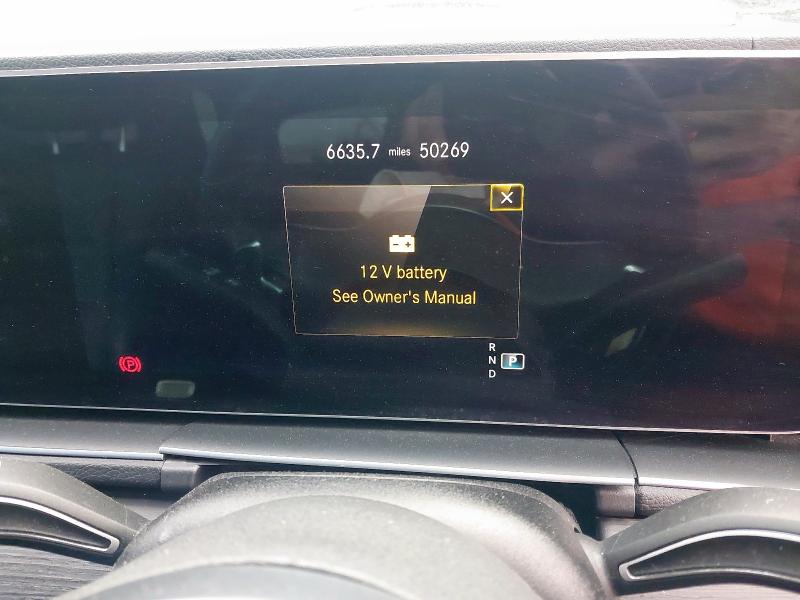 6635.7 miles 50269
12 V battery
See Owner's Manual
R
N P
D
(P)